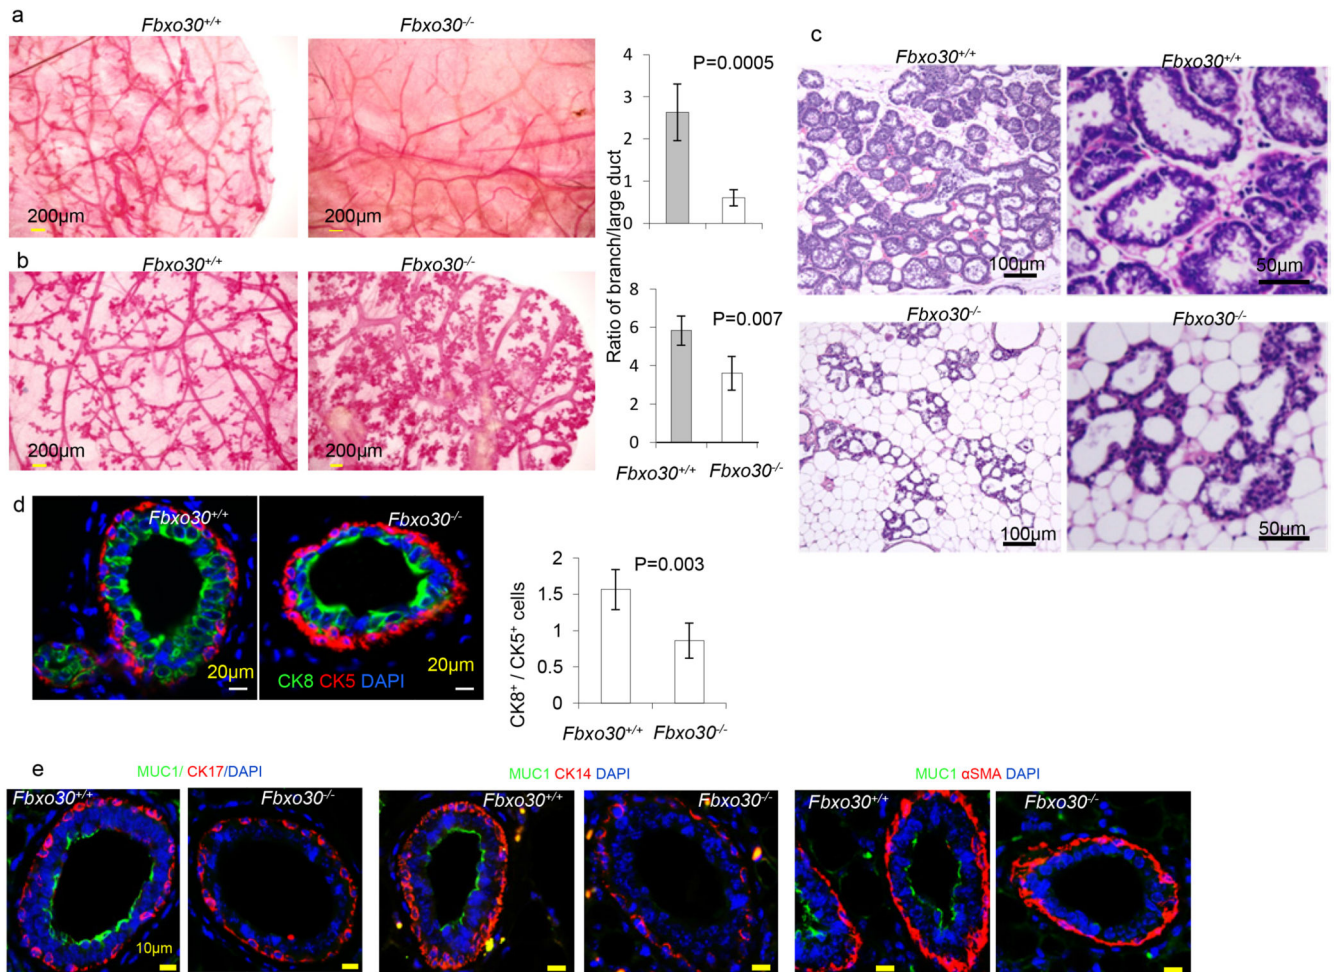 a
Fbxo30+/+
Fbxo30-/-
200µm
200µm
4
3
2
1
0
P=0.0005
Ratio of branch/large duct
b
Fbxo30+/+
Fbxo30-/-
200µm
200µm
8
6
4
2
0
P=0.007
Fbxo30+/+
Fbxo30-/-
c
Fbxo30+/+
Fbxo30+/+
100µm
50µm
Fbxo30-/-
Fbxo30-/-
100µm
50µm
d
Fbxo30+/+
Fbxo30-/-
20µm
20µm
CK8 CK5 DAPI
2
1.5
1
0.5
0
P=0.003
CK8+ / CK5+ cells
Fbxo30+/+
Fbxo30-/-
e
MUC1/ CK17/DAPI
MUC1 CK14 DAPI
MUC1 αSMA DAPI
Fbxo30+/+
Fbxo30-/-
Fbxo30+/+
Fbxo30-/-
Fbxo30+/+
Fbxo30-/-
10µm